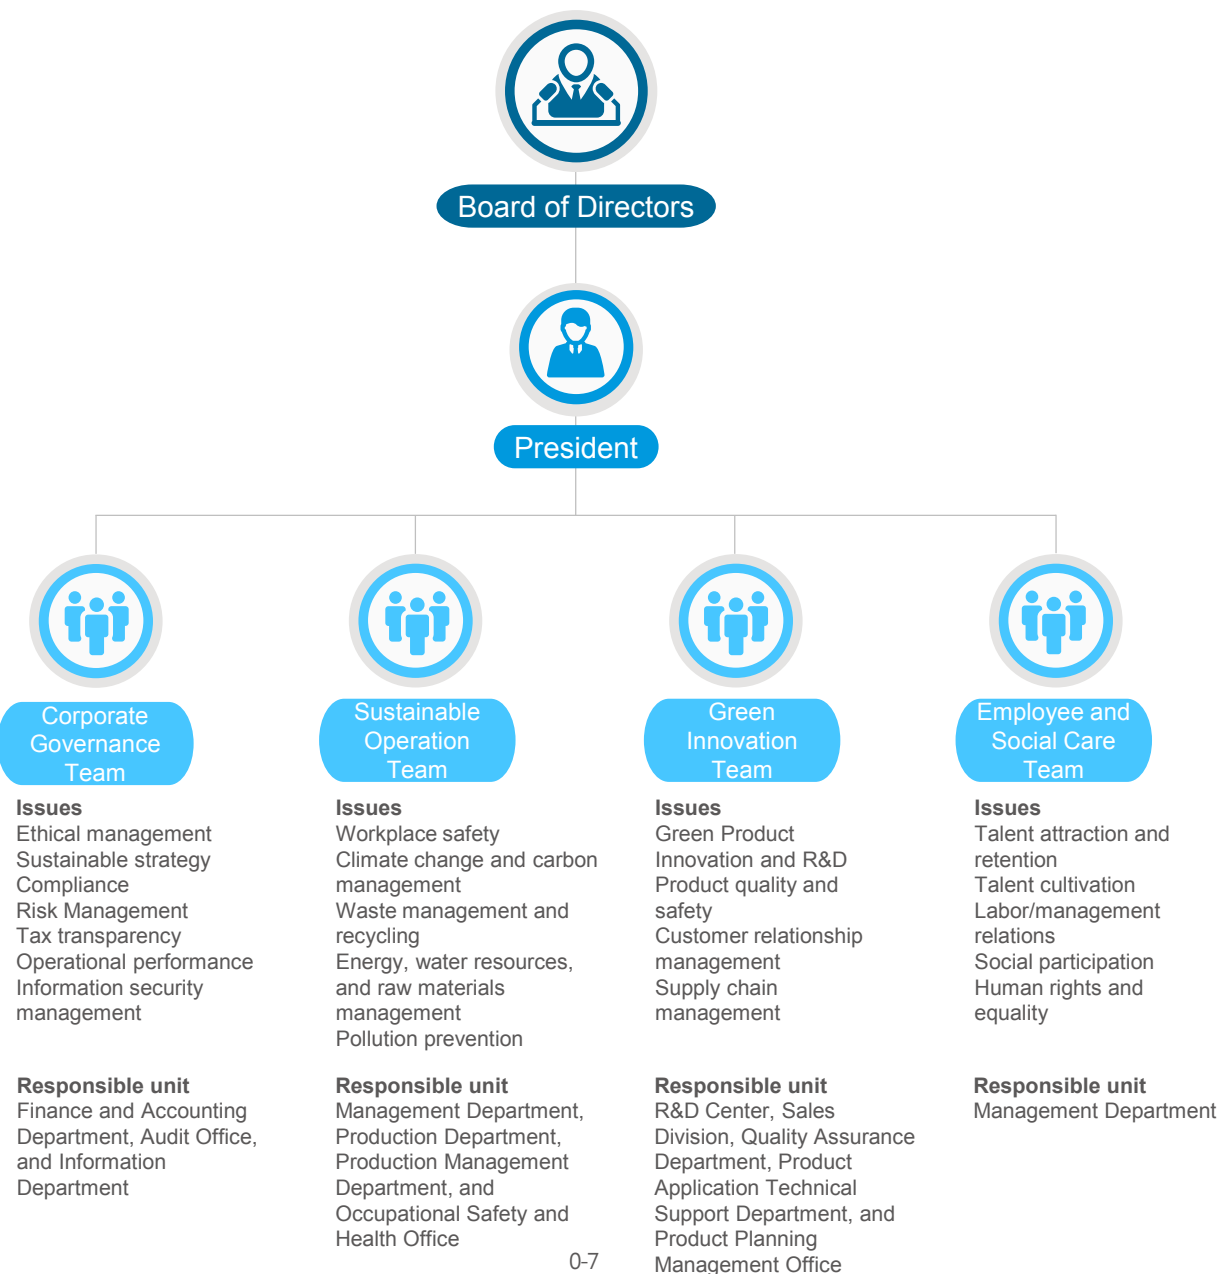 Board of Directors
President
Corporate
Governance
Team
Issues
Ethical management
Sustainable strategy
Compliance
Risk Management
Tax transparency
Operational performance
Information security
management
Responsible unit
Finance and Accounting
Department, Audit Office,
and Information
Department
Sustainable
Operation
Team
Issues
Workplace safety
Climate change and carbon
management
Waste management and
recycling
Energy, water resources,
and raw materials
management
Pollution prevention
Responsible unit
Management Department,
Production Department,
Production Management
Department, and
Occupational Safety and
Health Office
Green
Innovation
Team
Issues
Green Product
Innovation and R&D
Product quality and
safety
Customer relationship
management
Supply chain
management
Responsible unit
R&D Center, Sales
Division, Quality Assurance
Department, Product
Application Technical
Support Department, and
Product Planning
Management Office
Employee and
Social Care
Team
Issues
Talent attraction and
retention
Talent cultivation
Labor/management
relations
Social participation
Human rights and
equality
Responsible unit
Management Department
0-7